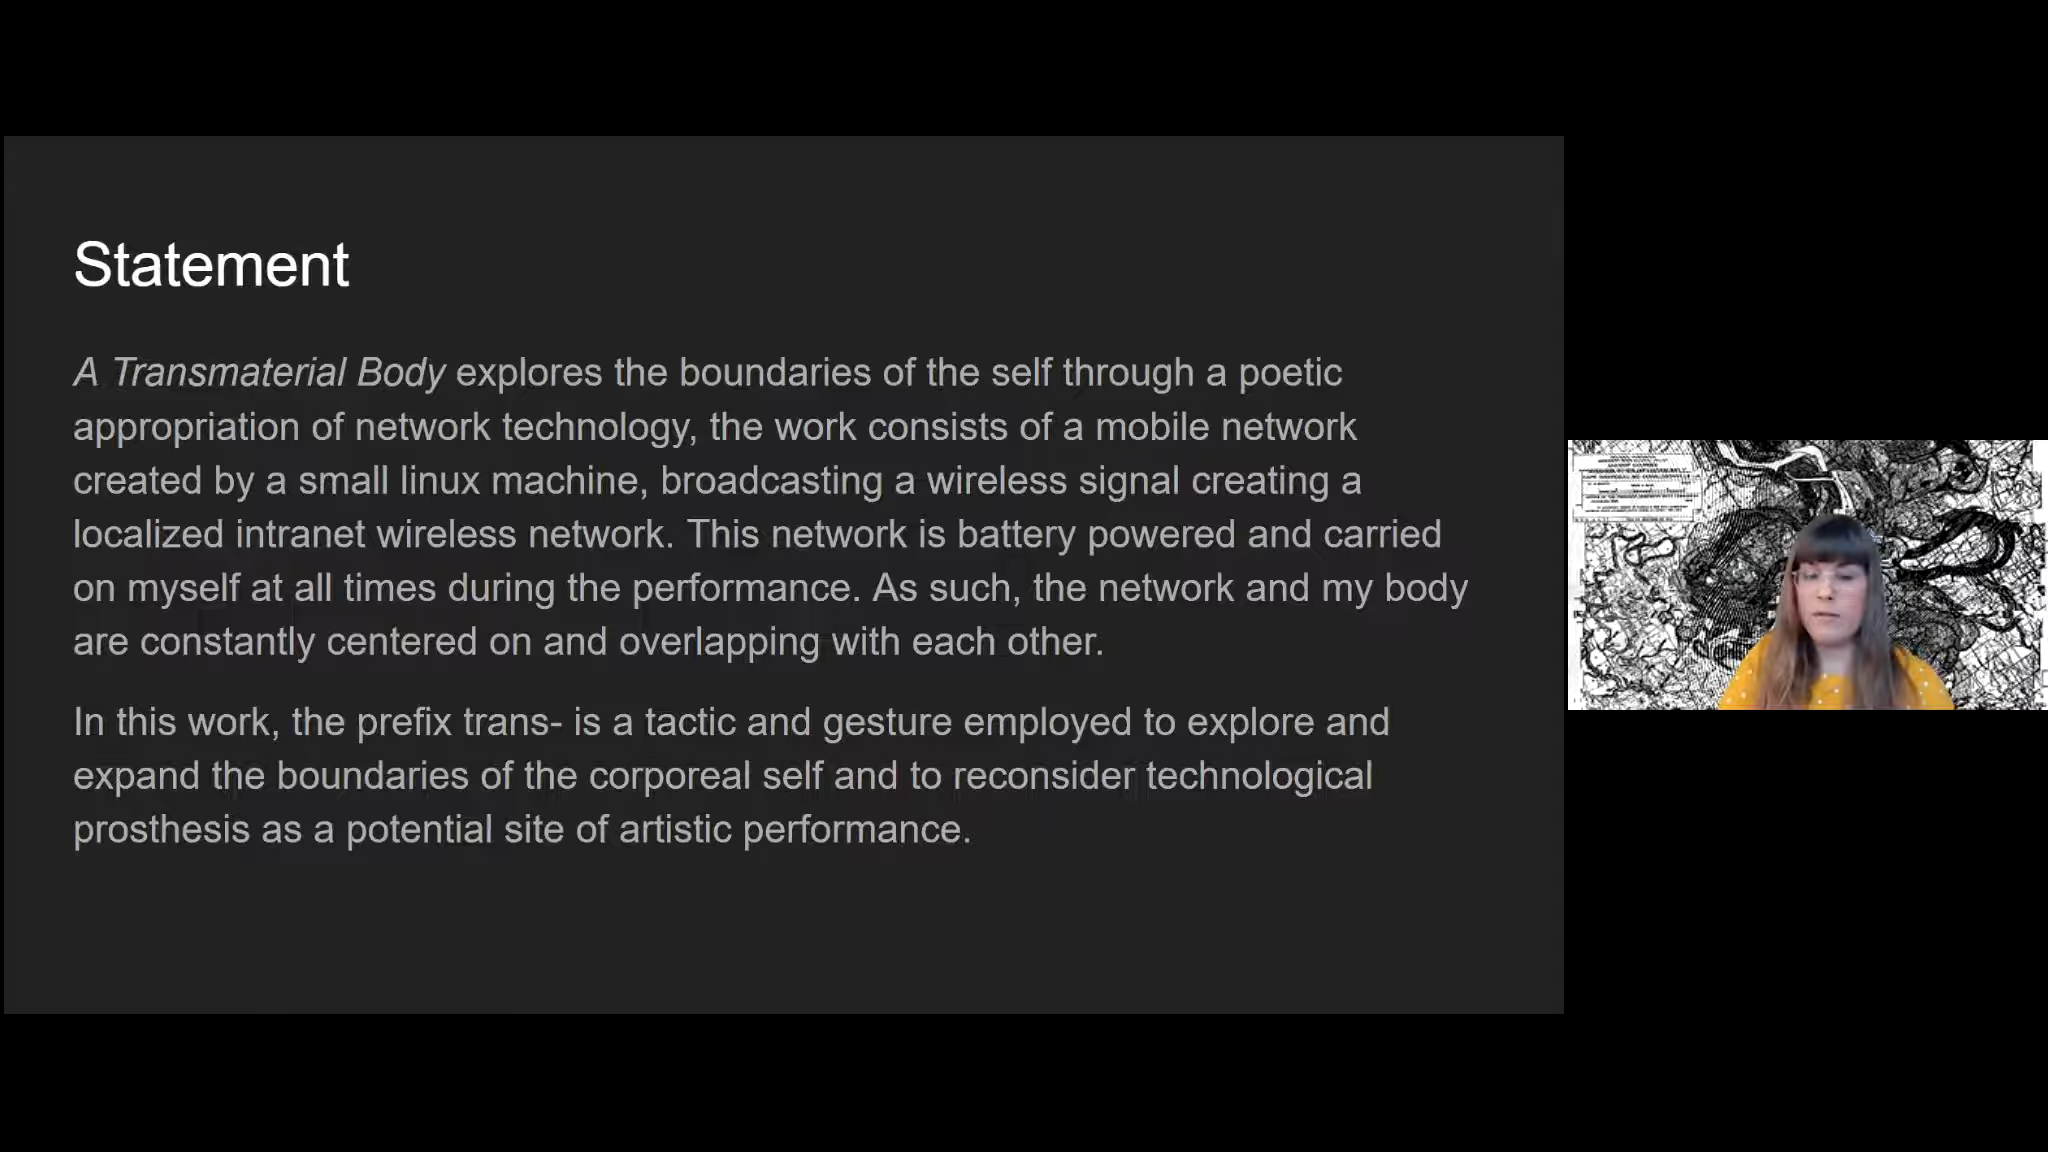 Statement
A Transmaterial Body explores the boundaries of the self through a poetic
appropriation of network technology, the work consists of a mobile network
created by a small linux machine, broadcasting a wireless signal creating a
localized intranet wireless network. This network is battery powered and carried
on myself at all times during the performance. As such, the network and my body
are constantly centered on and overlapping with each other.
In this work, the prefix trans- is a tactic and gesture employed to explore and
expand the boundaries of the corporeal self and to reconsider technological
prosthesis as a potential site of artistic performance.